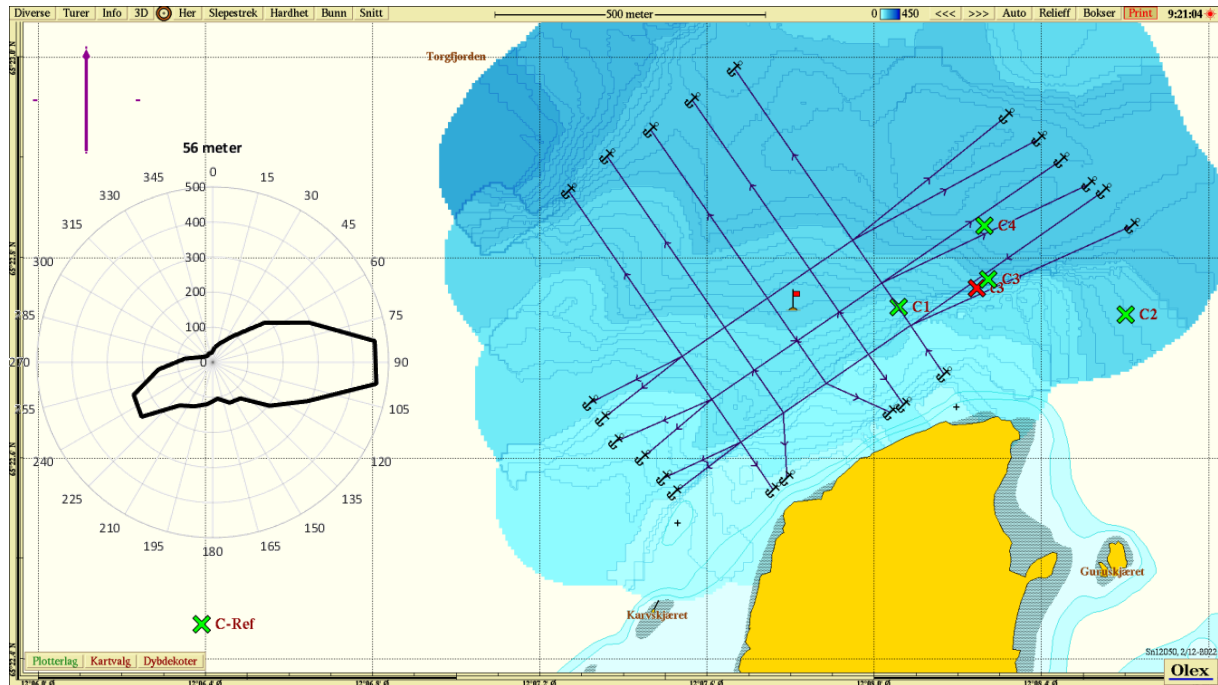 Diverse Turer Info 3D Her Slepestrek Hardhet Bunn Snitt 500 meter 0 450 <<< >>> Auto Relieff Bokser Print 9:21:04
Torgfjorden
56 meter
0
345 15
330 30
315 45
300 60
285 75
270 90
255 105
240 120
225 135
210 150
195 165
180
500
400
300
200
100
0
C4
C3
C1
C2
C-Ref
Karvskjæret
Gunskjæret
Sn12050, 2/12-2022
Plotterlag Kartvalg Dybdekoter
Olex